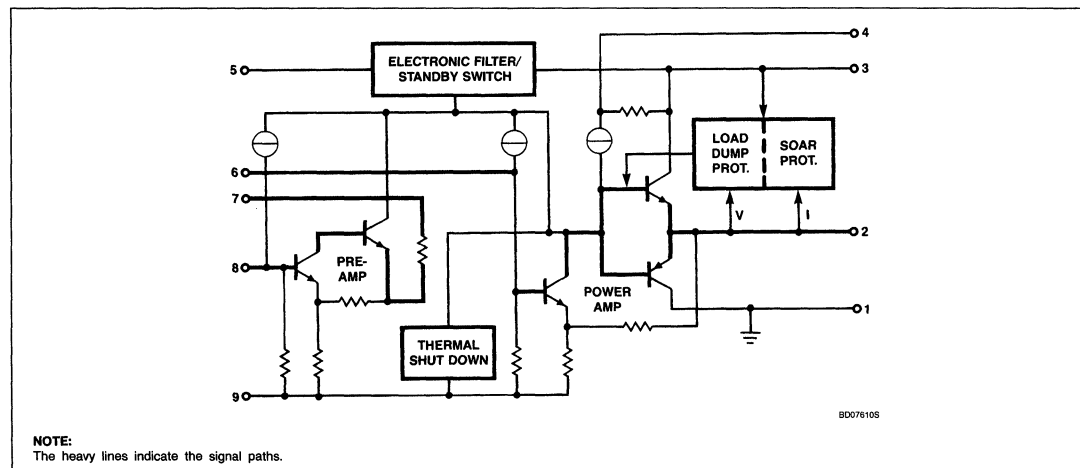 4
ELECTRONIC FILTER/
STANDBY SWITCH
5
3
LOAD
DUMP
PROT.
SOAR
PROT.
6
7
V
I
2
8
PRE-
AMP
POWER
AMP
1
THERMAL
SHUT DOWN
9
BD07610S
NOTE:
The heavy lines indicate the signal paths.